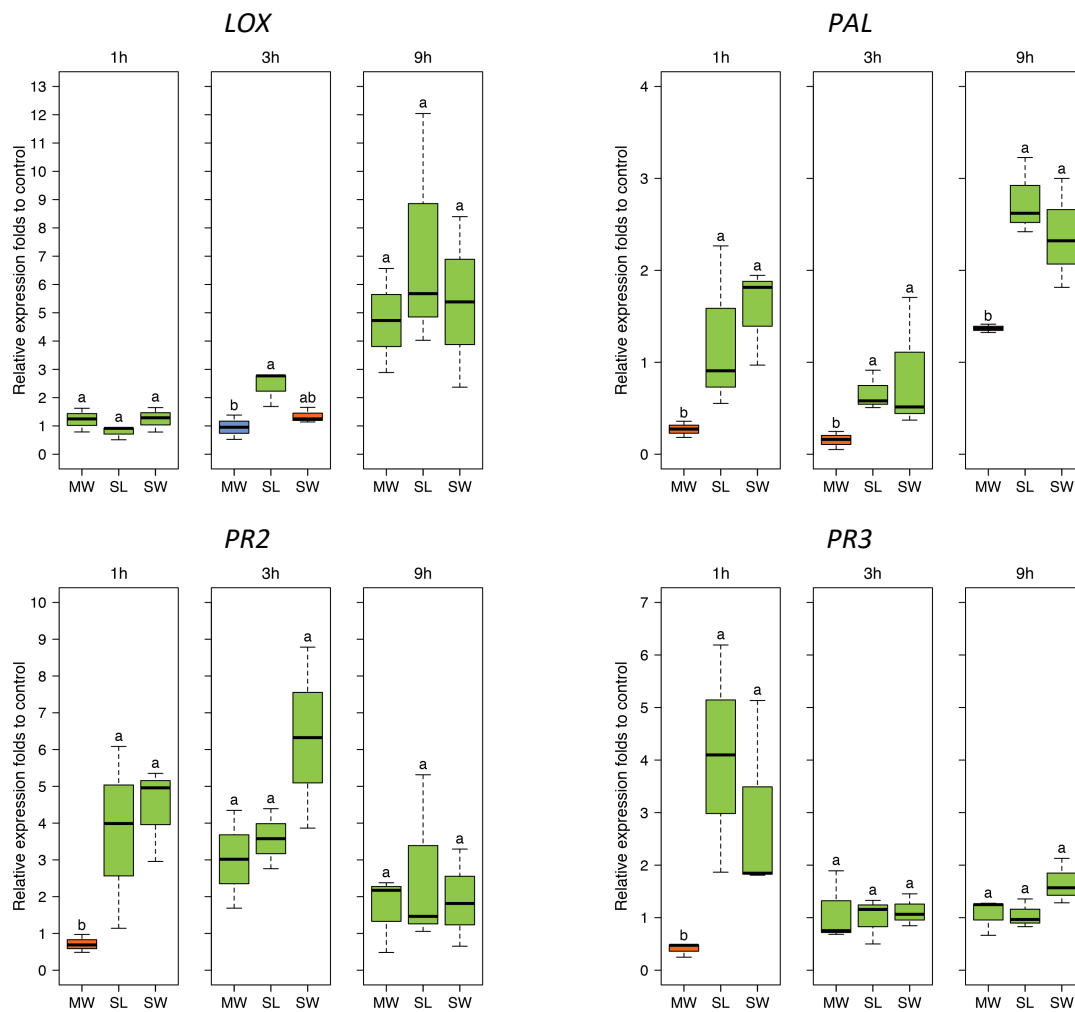 LOX
1h 3h 9h
Relative expression folds to control
13
12
11
10
9
8
7
6
5
4
3
2
1
0
a a a
b a ab
a a a
MW SL SW MW SL SW MW SL SW
PAL
1h 3h 9h
Relative expression folds to control
4
3
2
1
0
b a a
b a a
b a a
MW SL SW MW SL SW MW SL SW
PR2
1h 3h 9h
Relative expression folds to control
10
9
8
7
6
5
4
3
2
1
0
b a a
a a a
a a a
MW SL SW MW SL SW MW SL SW
PR3
1h 3h 9h
Relative expression folds to control
7
6
5
4
3
2
1
0
b a a
a a a
a a a
MW SL SW MW SL SW MW SL SW